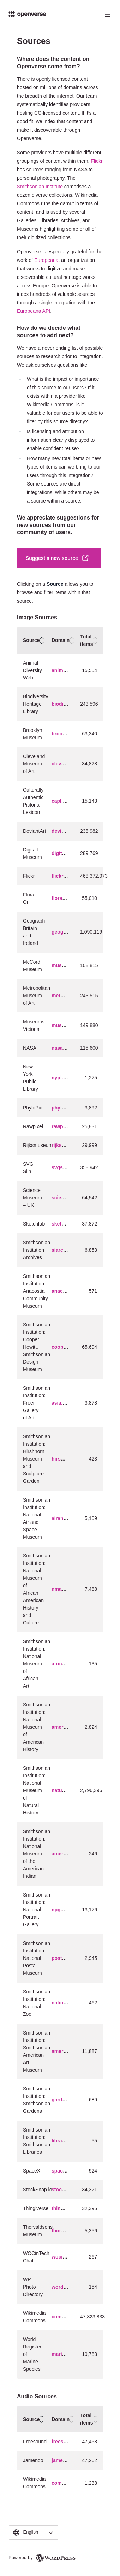 openverse
Sources
Where does the content on
Openverse come from?
There is openly licensed content
hosted on millions of domains across
the breadth of the internet. Our team
systematically identifies providers
hosting CC-licensed content. If it's a
good fit, we index that content and
make it discoverable through
Openverse.
Some providers have multiple different
groupings of content within them. Flickr
has sources ranging from NASA to
personal photography. The
Smithsonian Institute comprises a
dozen diverse collections. Wikimedia
Commons runs the gamut in terms of
content, and is used by several
Galleries, Libraries, Archives, and
Museums highlighting some or all of
their digitized collections.
Openverse is especially grateful for the
work of Europeana, an organization
that works to digitize and make
discoverable cultural heritage works
across Europe. Openverse is able to
index hundreds of valuable sources
through a single integration with the
Europeana API.
How do we decide what
sources to add next?
We have a never ending list of possible
sources to research prior to integration.
We ask ourselves questions like:
What is the impact or importance
of this source to our users? If it
exists within a provider like
Wikimedia Commons, is it
valuable for our users to be able to
filter by this source directly?
Is licensing and attribution
information clearly displayed to
enable confident reuse?
How many new total items or new
types of items can we bring to our
users through this integration?
Some sources are direct
integrations, while others may be
a source within a source.
We appreciate suggestions for
new sources from our
community of users.
Suggest a new source
Clicking on a Source allows you to
browse and filter items within that
source.
Image Sources
Source Domain Total items
Animal Diversity Web anim... 15,554
Biodiversity Heritage Library biodi... 243,596
Brooklyn Museum broo... 63,340
Cleveland Museum of Art clev... 34,828
Culturally Authentic Pictorial Lexicon capl.... 15,143
DeviantArt devi... 238,982
Digitalt Museum digit... 289,769
Flickr flickr... 468,372,073
Flora-On flora... 55,010
Geograph Britain and Ireland geog... 1,090,119
McCord Museum mus... 108,815
Metropolitan Museum of Art met... 243,515
Museums Victoria mus... 149,880
NASA nasa... 115,600
New York Public Library nypl.... 1,275
PhyloPic phyl... 3,892
Rawpixel rawp... 25,831
Rijksmuseum rijks... 29,999
SVG Silh svgs... 358,942
Science Museum – UK scie... 64,542
Sketchfab sket... 37,872
Smithsonian Institution Archives siarc... 6,853
Smithsonian Institution: Anacostia Community Museum anac... 571
Smithsonian Institution: Cooper Hewitt, Smithsonian Design Museum coop... 65,694
Smithsonian Institution: Freer Gallery of Art asia.... 3,878
Smithsonian Institution: Hirshhorn Museum and Sculpture Garden hirs... 423
Smithsonian Institution: National Air and Space Museum airan... 5,109
Smithsonian Institution: National Museum of African American History and Culture nma... 7,488
Smithsonian Institution: National Museum of African Art afric... 135
Smithsonian Institution: National Museum of American History amer... 2,824
Smithsonian Institution: National Museum of Natural History natu... 2,796,396
Smithsonian Institution: National Museum of the American Indian amer... 246
Smithsonian Institution: National Portrait Gallery npg.... 13,176
Smithsonian Institution: National Postal Museum post... 2,945
Smithsonian Institution: National Zoo natio... 462
Smithsonian Institution: Smithsonian American Art Museum amer... 11,887
Smithsonian Institution: Smithsonian Gardens gard... 689
Smithsonian Institution: Smithsonian Libraries libra... 55
SpaceX spac... 924
StockSnap.io stoc... 34,321
Thingiverse thin... 32,395
Thorvaldsens Museum thor... 5,356
WOCinTech Chat woci... 267
WP Photo Directory word... 154
Wikimedia Commons com... 47,823,833
World Register of Marine Species mari... 19,783
Audio Sources
Source Domain Total items
Freesound frees... 47,459
Jamendo jame... 47,262
Wikimedia Commons com... 1,238
English
Powered by WORDPRESS